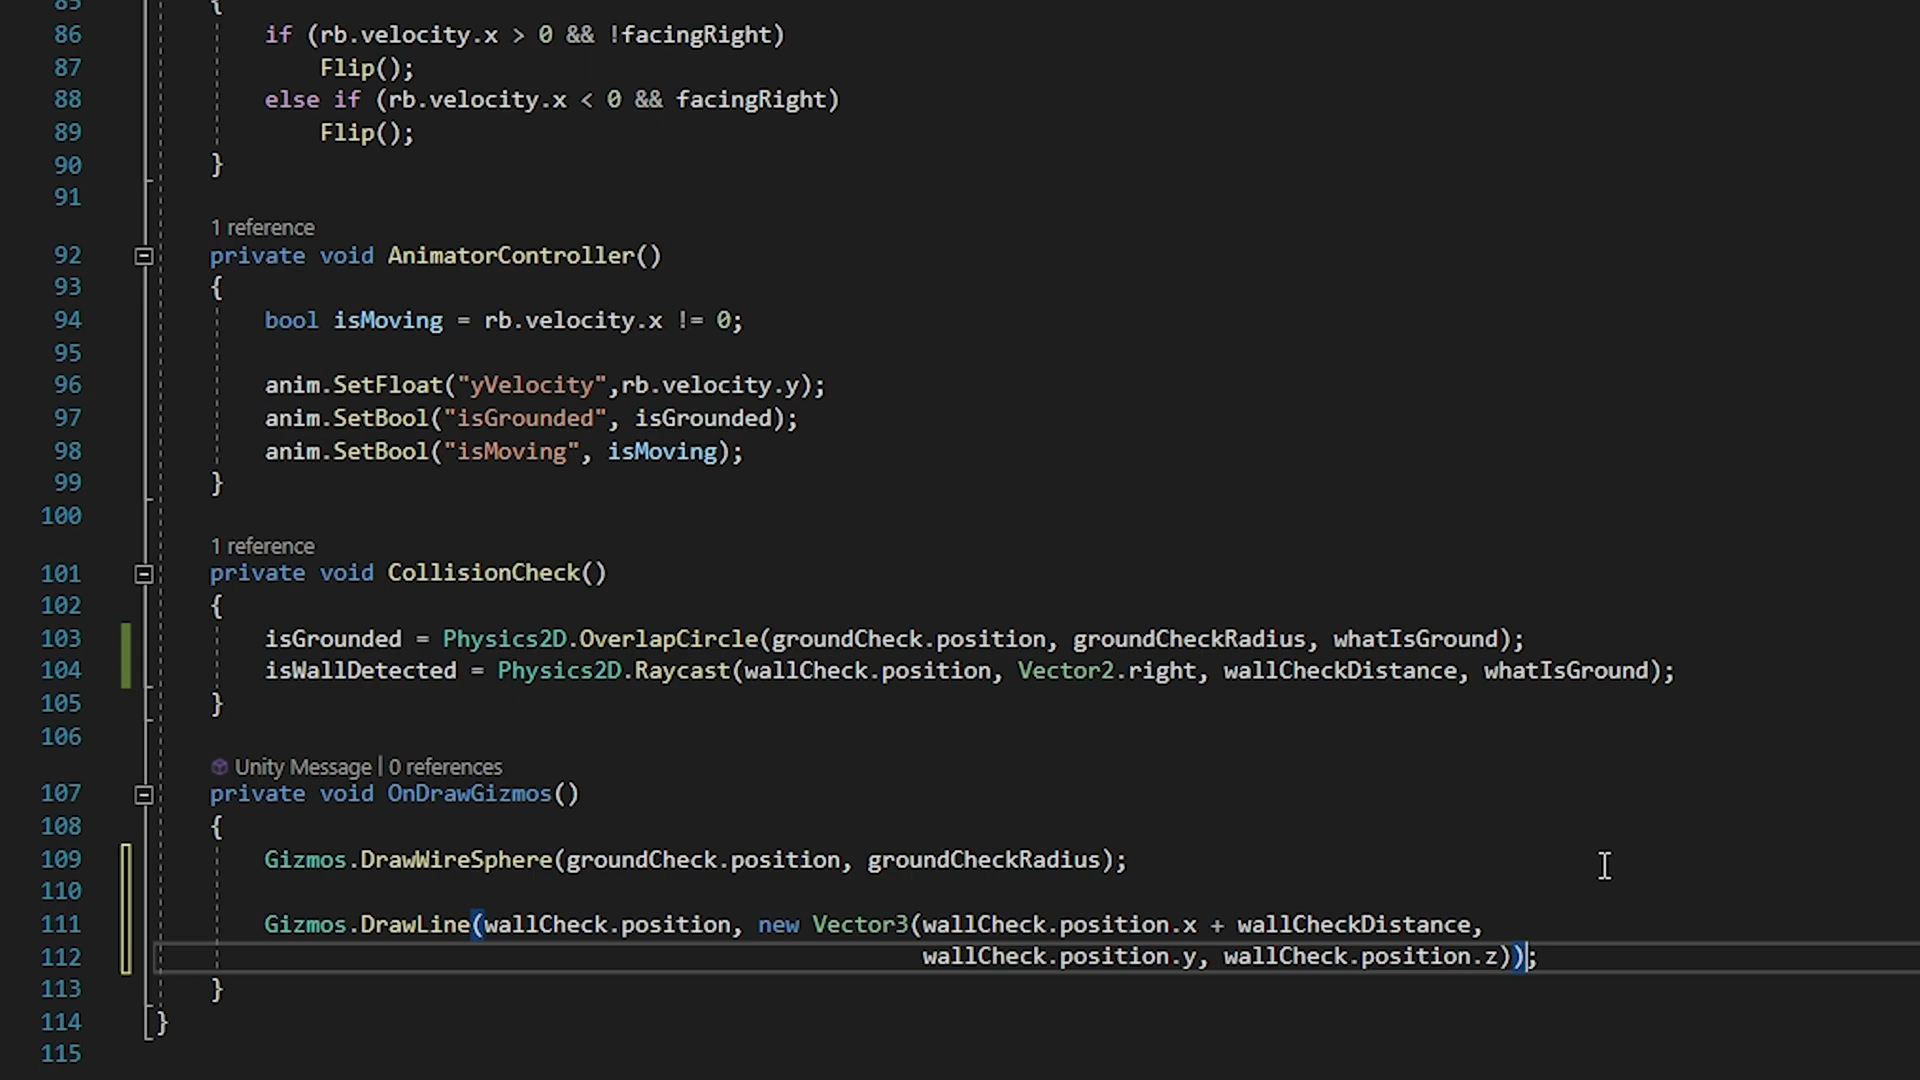 85 {
86 if (rb.velocity.x > 0 && !facingRight)
87 Flip();
88 else if (rb.velocity.x < 0 && facingRight)
89 Flip();
90 }
91
1 reference
92 private void AnimatorController()
93 {
94 bool isMoving = rb.velocity.x != 0;
95
96 anim.SetFloat("yVelocity",rb.velocity.y);
97 anim.SetBool("isGrounded", isGrounded);
98 anim.SetBool("isMoving", isMoving);
99 }
100
1 reference
101 private void CollisionCheck()
102 {
103 isGrounded = Physics2D.OverlapCircle(groundCheck.position, groundCheckRadius, whatIsGround);
104 isWallDetected = Physics2D.Raycast(wallCheck.position, Vector2.right, wallCheckDistance, whatIsGround);
105 }
106
Unity Message | 0 references
107 private void OnDrawGizmos()
108 {
109 Gizmos.DrawWireSphere(groundCheck.position, groundCheckRadius);
110
111 Gizmos.DrawLine(wallCheck.position, new Vector3(wallCheck.position.x + wallCheckDistance,
112 wallCheck.position.y, wallCheck.position.z));
113 }
114 }
115